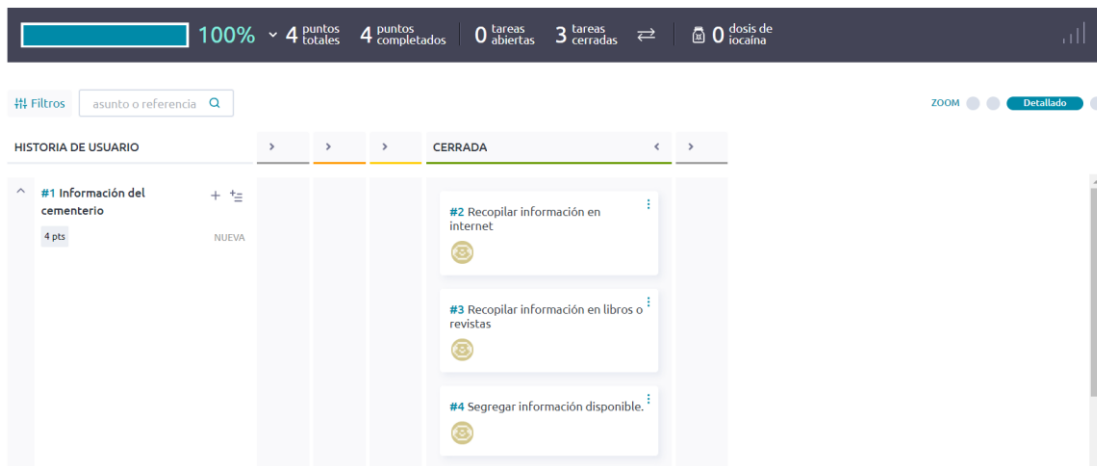 100% 4 puntos totales 4 puntos completados 0 tareas abiertas 3 tareas cerradas 0 dosis de iocaína
Filtros asunto o referencia ZOOM Detallado
HISTORIA DE USUARIO CERRADA
#1 Información del
cementerio
4 pts NUEVA
#2 Recopilar información en
internet
#3 Recopilar información en libros o
revistas
#4 Segregar información disponible.